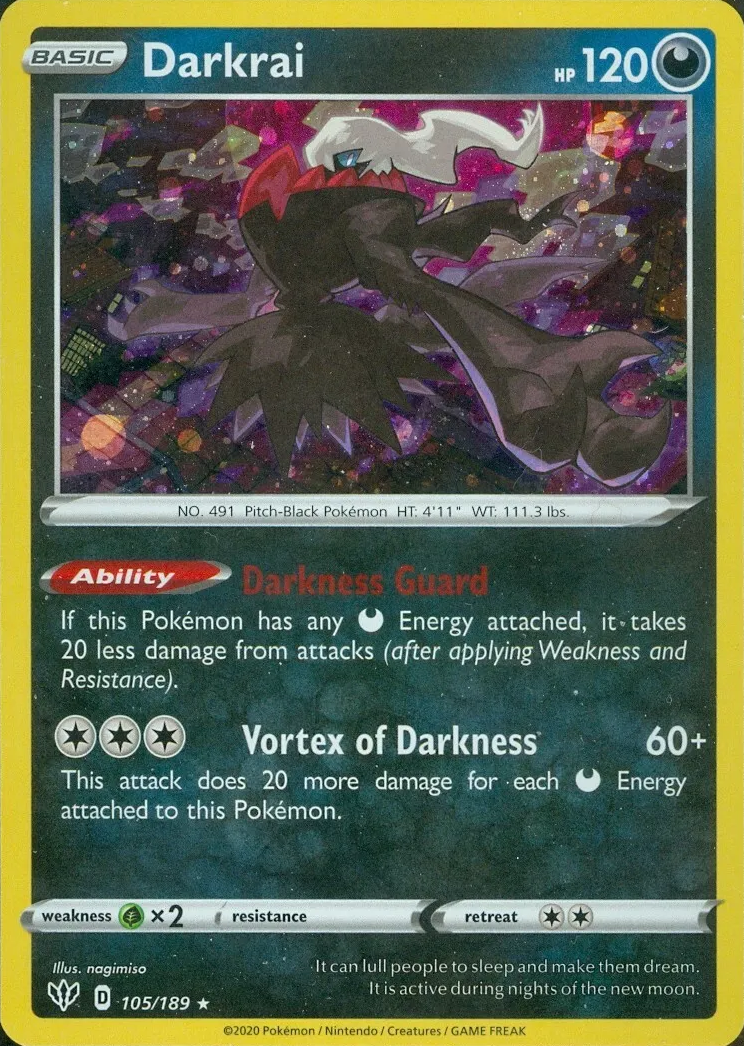 BASIC Darkrai HP 120
NO. 491 Pitch-Black Pokémon HT: 4'11" WT: 111.3 lbs.
Ability Darkness Guard
If this Pokémon has any Energy attached, it takes
20 less damage from attacks (after applying Weakness and
Resistance).
Vortex of Darkness 60+
This attack does 20 more damage for each Energy
attached to this Pokémon.
weakness ×2 resistance retreat
Illus. nagimiso
It can lull people to sleep and make them dream.
It is active during nights of the new moon.
D 105/189 ★
©2020 Pokémon / Nintendo / Creatures / GAME FREAK